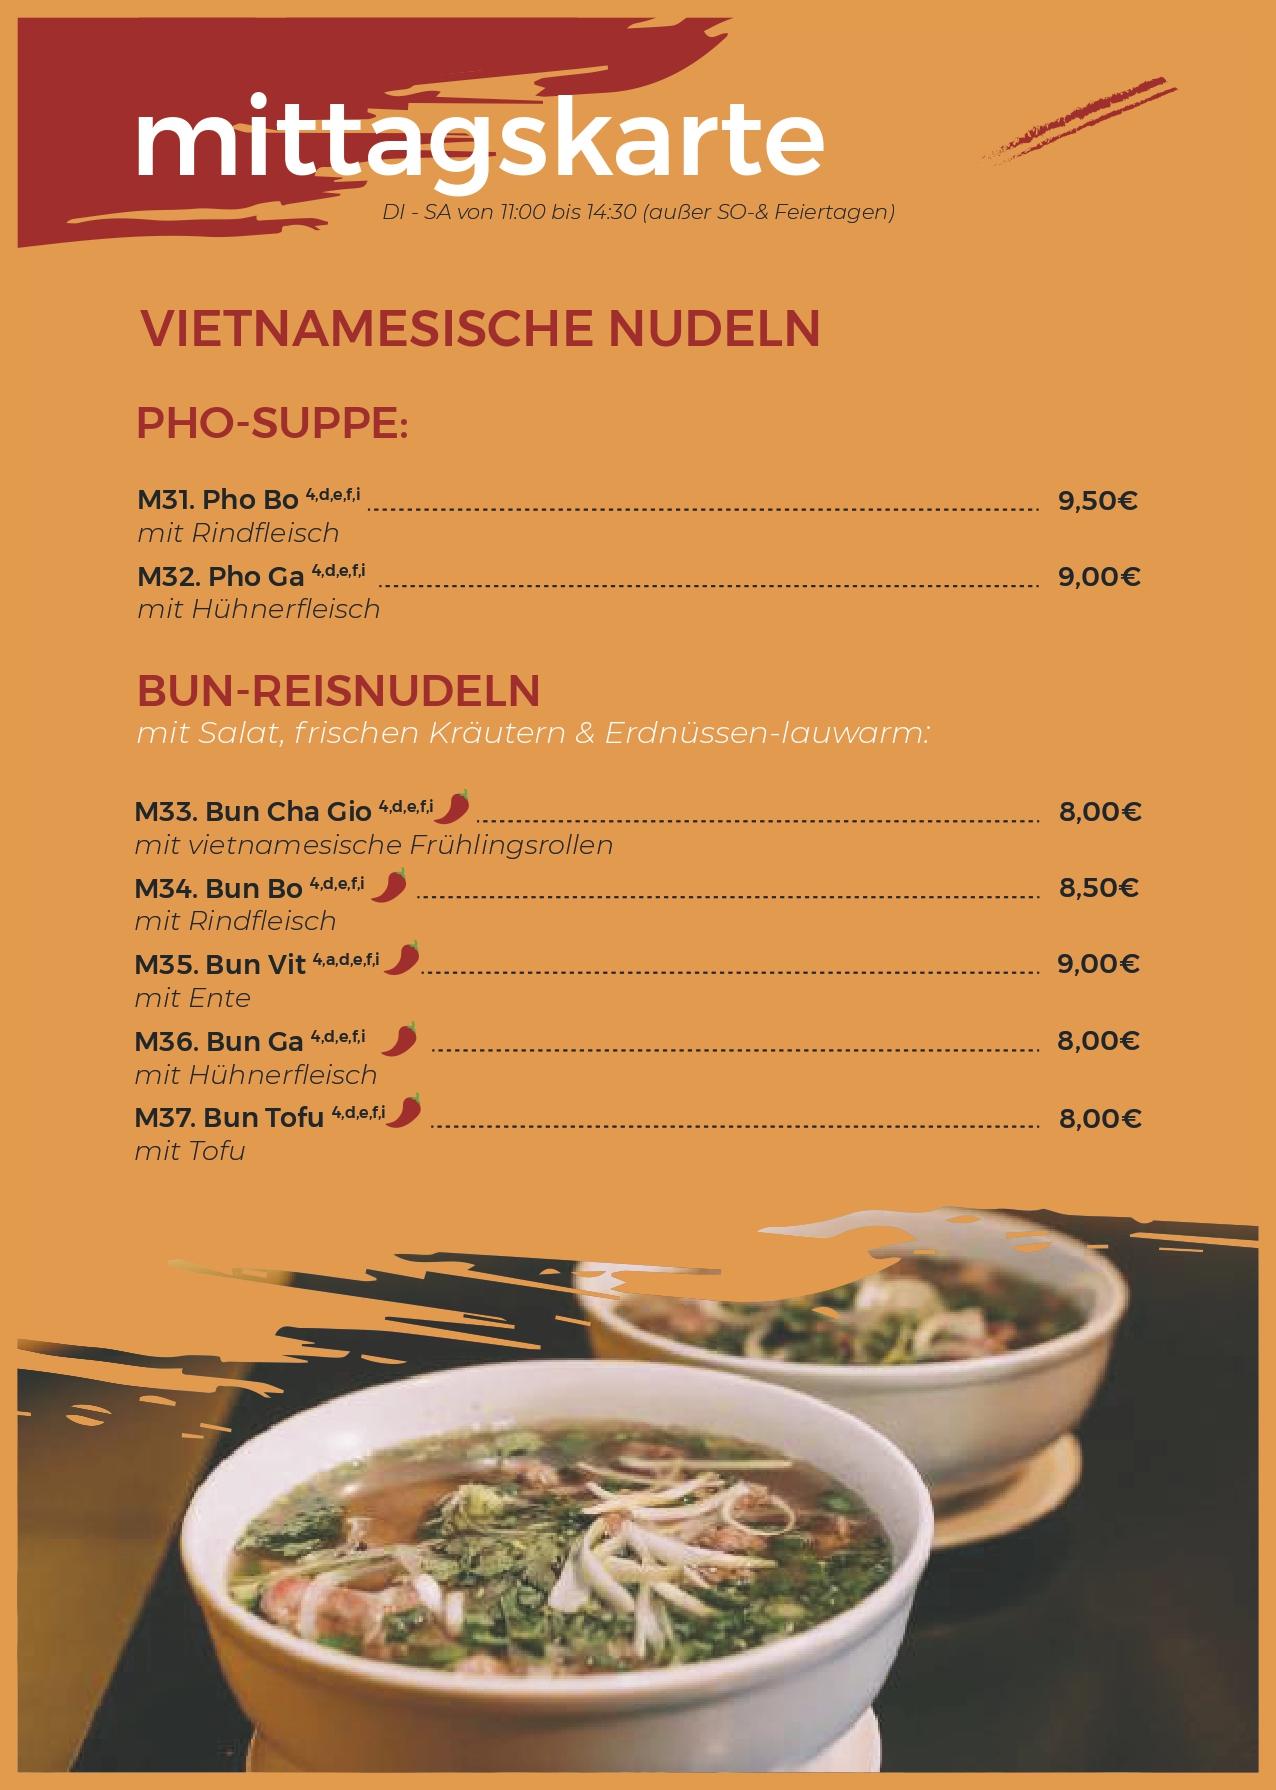 mittagskarte
DI - SA von 11:00 bis 14:30 (außer SO-& Feiertagen)
VIETNAMESISCHE NUDELN
PHO-SUPPE:
M31. Pho Bo 4,d,e,f,i 9,50€
mit Rindfleisch
M32. Pho Ga 4,d,e,f,i 9,00€
mit Hühnerfleisch
BUN-REISNUDELN
mit Salat, frischen Kräutern & Erdnüssen-lauwarm:
M33. Bun Cha Gio 4,d,e,f,i 8,00€
mit vietnamesische Frühlingsrollen
M34. Bun Bo 4,d,e,f,i 8,50€
mit Rindfleisch
M35. Bun Vit 4,a,d,e,f,i 9,00€
mit Ente
M36. Bun Ga 4,d,e,f,i 8,00€
mit Hühnerfleisch
M37. Bun Tofu 4,d,e,f,i 8,00€
mit Tofu